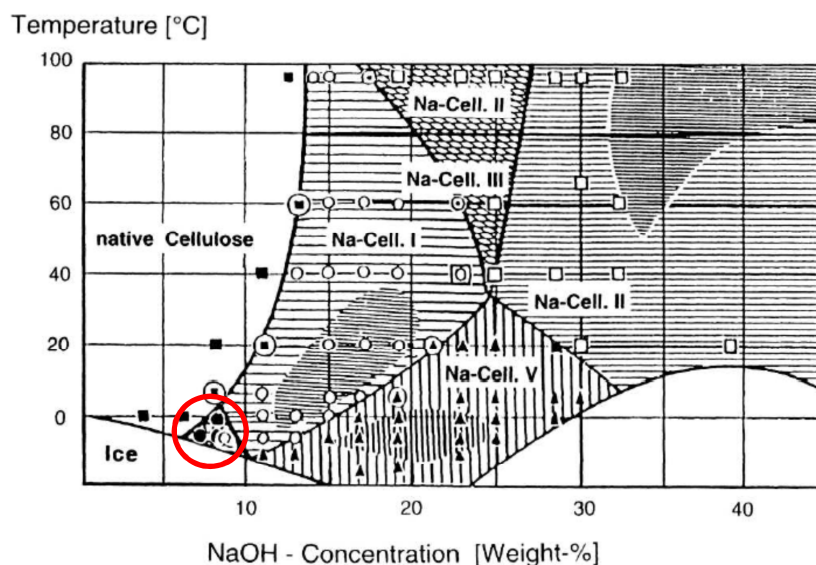 Temperature [°C]
100
Na-Cell. II
80
Na-Cell. III
60
native Cellulose
Na-Cell. I
40
Na-Cell. II
20
Na-Cell. V
0
Ice
10
20
30
40
NaOH - Concentration [Weight-%]